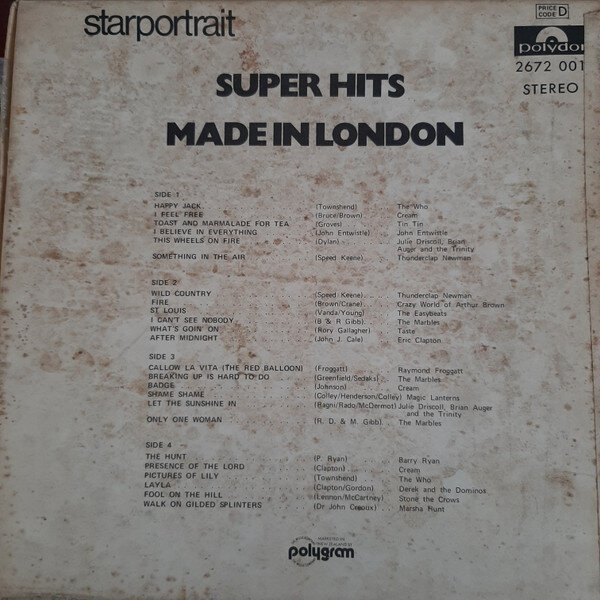 starportrait
PRICE CODE D
polydor
2672 001
STEREO
SUPER HITS
MADE IN LONDON
SIDE 1
HAPPY JACK. . . . . . . . . . . (Townshend) . . . . The Who
I FEEL FREE . . . . . . . . . . (Bruce/Brown) . . . . Cream
TOAST AND MARMALADE FOR TEA (Groves) . . . . Tin Tin
I BELIEVE IN EVERYTHING . . . . (John Entwistle) . . . John Entwistle
THIS WHEELS ON FIRE . . . . . . (Dylan) . . . . Julie Driscoll, Brian
Auger and the Trinity
SOMETHING IN THE AIR . . . . . (Speed Keene) . . . . Thunderclap Newman
SIDE 2
WILD COUNTRY . . . . . . . . . (Speed Keene) . . . . Thunderclap Newman
FIRE . . . . . . . . . . (Brown/Crane) . . . . Crazy World of Arthur Brown
ST LOUIS . . . . . . . . . . (Vanda/Young) . . . . The Easybeats
I CAN'T SEE NOBODY . . . . . . (B & R Gibb) . . . . The Marbles
WHAT'S GOIN' ON . . . . . . . (Rory Gallagher) . . . Taste
AFTER MIDNIGHT . . . . . . . . (John J. Cale) . . . . Eric Clapton
SIDE 3
CALLOW LA VITA (THE RED BALLOON) (Froggatt) . . . . Raymond Froggatt
BREAKING UP IS HARD TO DO . . . (Greenfield/Sedaks) . . . The Marbles
BADGE . . . . . . . . . . (Johnson) . . . . Cream
SHAME SHAME . . . . . . . . (Colley/Henderson/Colley) Magic Lanterns
LET THE SUNSHINE IN . . . . . . (Ragni/Rado/McDermot) Julie Driscoll, Brian Auger
and the Trinity
ONLY ONE WOMAN . . . . . . . (R. D. & M. Gibb) . . . The Marbles
SIDE 4
THE HUNT . . . . . . . . . . (P. Ryan) . . . . Barry Ryan
PRESENCE OF THE LORD . . . . . (Clapton) . . . . Cream
PICTURES OF LILY . . . . . . . (Townshend) . . . . The Who
LAYLA . . . . . . . . . . (Clapton/Gordon) . . . Derek and the Dominos
FOOL ON THE HILL . . . . . . . (Lennon/McCartney) . . Stone the Crows
WALK ON GILDED SPLINTERS . . . (Dr John Creoux) . . . Marsha Hunt
MARKETED IN
NEW ZEALAND BY
polygram